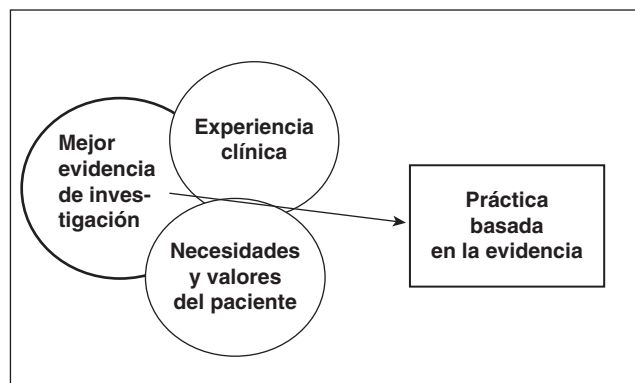 Mejor
evidencia
de inves-
tigación
Experiencia
clínica
Necesidades
y valores
del paciente
Práctica
basada
en la evidencia